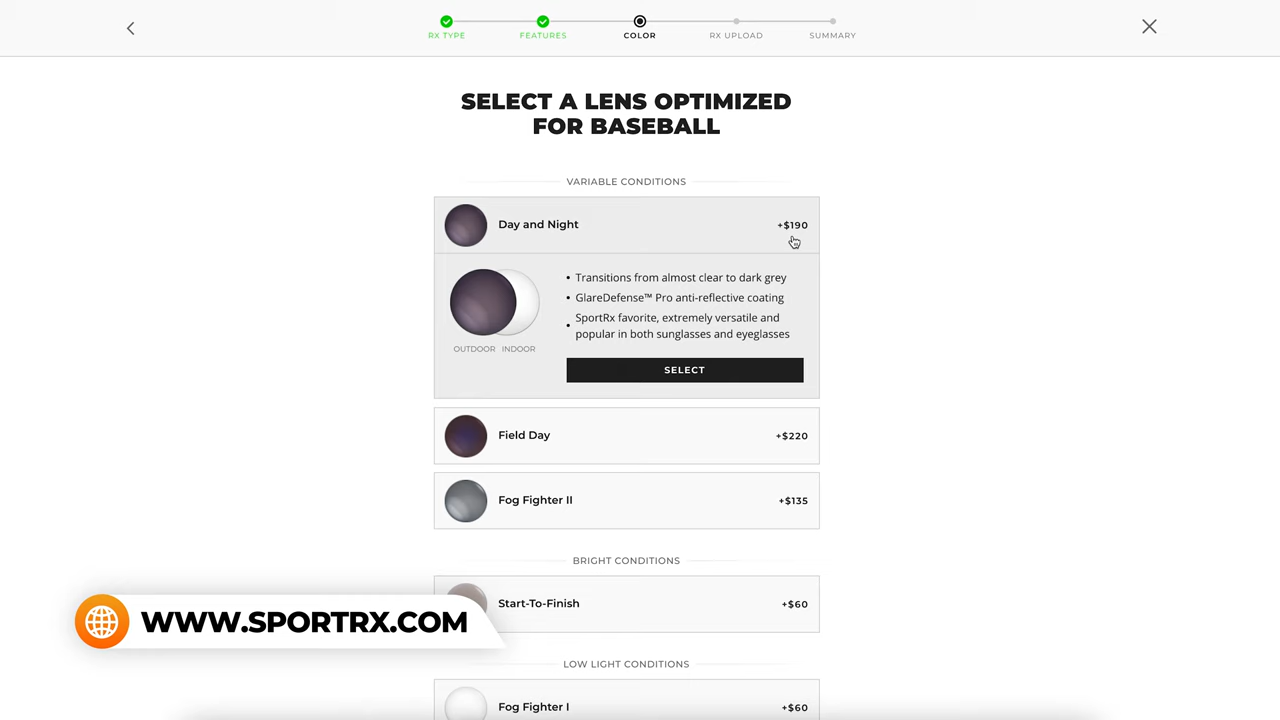 RX TYPE
FEATURES
COLOR
RX UPLOAD
SUMMARY
SELECT A LENS OPTIMIZED
FOR BASEBALL
VARIABLE CONDITIONS
Day and Night
+$190
• Transitions from almost clear to dark grey
• GlareDefense™ Pro anti-reflective coating
• SportRx favorite, extremely versatile and
popular in both sunglasses and eyeglasses
OUTDOOR INDOOR
SELECT
Field Day
+$220
Fog Fighter II
+$135
BRIGHT CONDITIONS
Start-To-Finish
+$60
WWW.SPORTRX.COM
LOW LIGHT CONDITIONS
Fog Fighter I
+$60